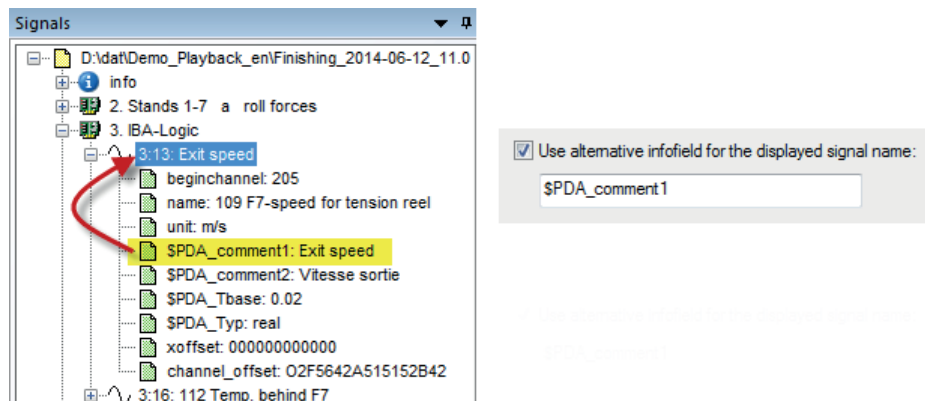 Signals
D:\dat\Demo_Playback_en\Finishing_2014-06-12_11.0
info
2. Stands 1-7 a roll forces
3. IBA-Logic
3:13: Exit speed
beginchannel: 205
name: 109 F7-speed for tension reel
unit: m/s
$PDA_comment1: Exit speed
$PDA_comment2: Vitesse sortie
$PDA_Tbase: 0.02
$PDA_Typ: real
xoffset: 000000000000
channel_offset: O2F5642A515152B42
3:16: 112 Temp. behind F7
Use alternative infofield for the displayed signal name:
$PDA_comment1